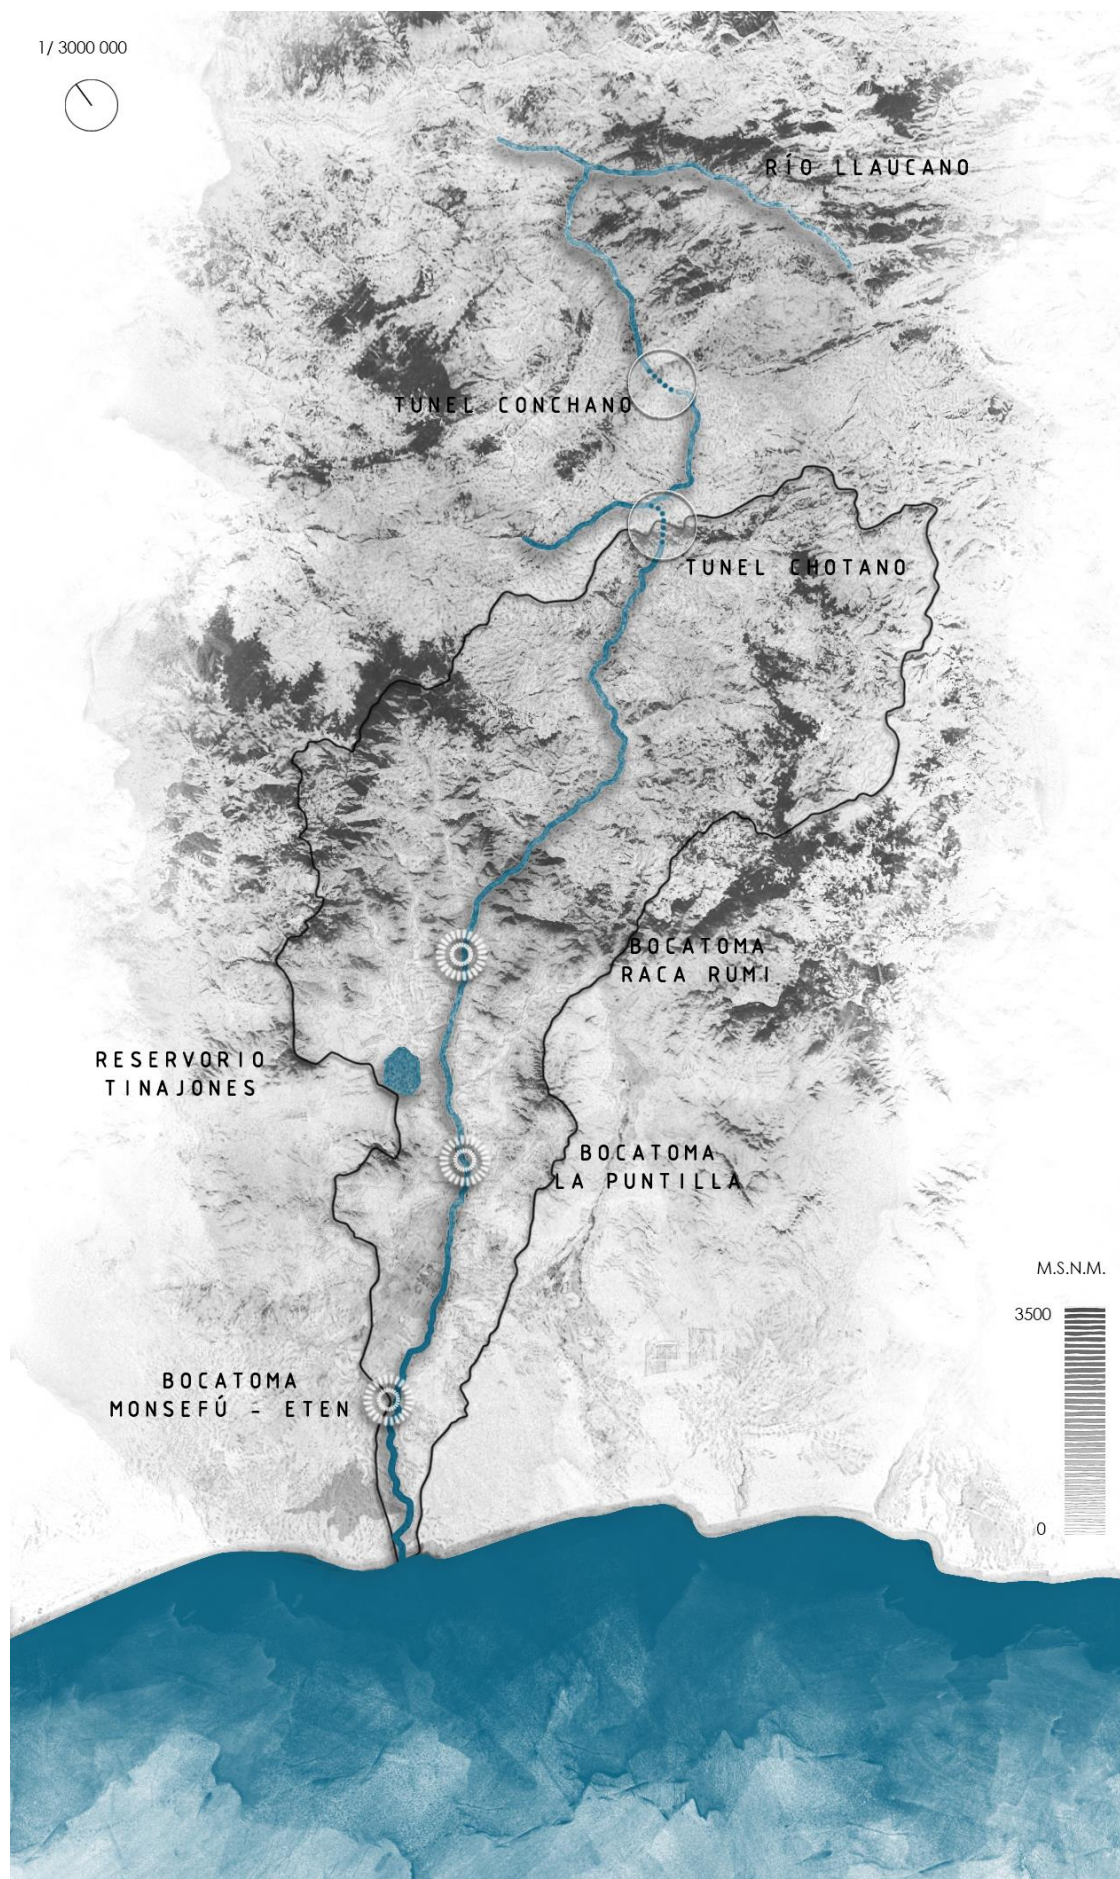 1/ 3000 000
RÍO LLAUCANO
TUNEL CONCHANO
TUNEL CHOTANO
BOCATOMA
RACA RUMI
RESERVORIO
TINAJONES
BOCATOMA
LA PUNTILLA
M.S.N.M.
3500
BOCATOMA
MONSEFÚ - ETEN
0